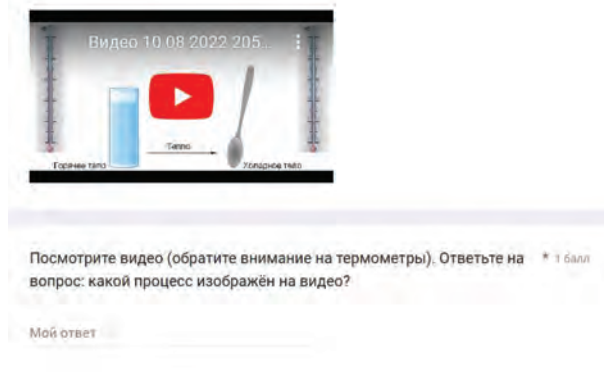 Видео 10 08 2022 205...
Тепло
Горячее тело
Холодное тело
Посмотрите видео (обратите внимание на термометры). Ответьте на
* 1 балл
вопрос: какой процесс изображён на видео?
Мой ответ